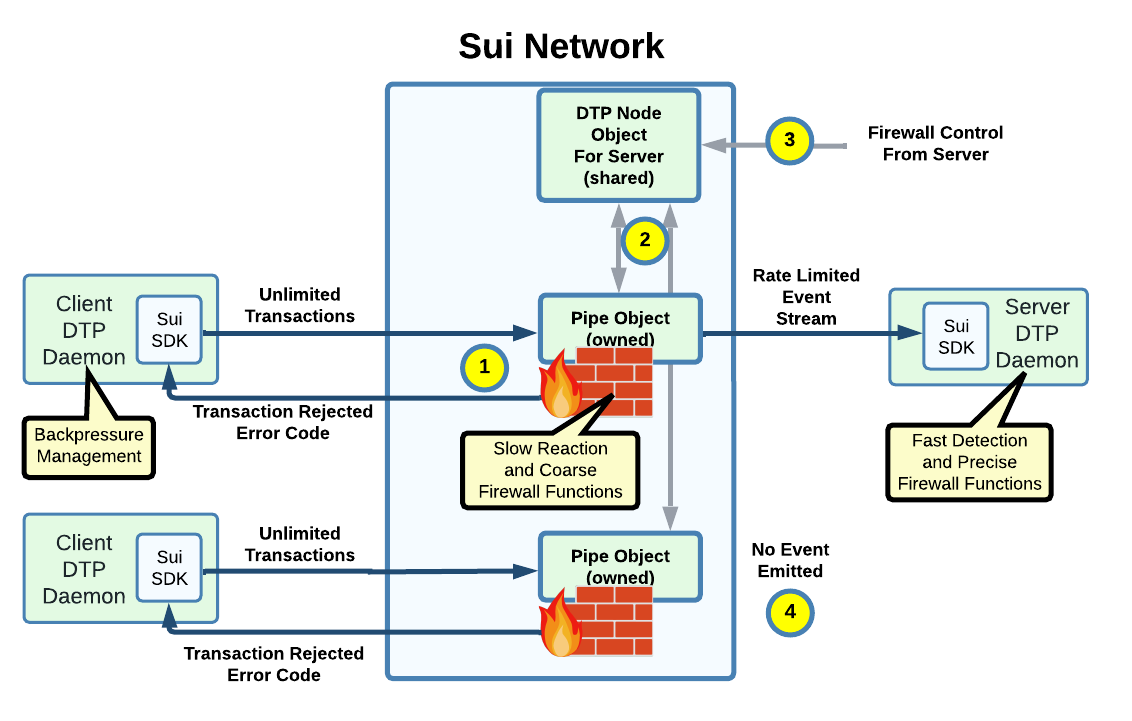 Sui Network
DTP Node
Object
For Server
(shared)
3
Firewall Control
From Server
2
Client
DTP
Daemon
Sui
SDK
Unlimited
Transactions
Pipe Object
(owned)
Rate Limited
Event
Stream
Sui
SDK
Server
DTP
Daemon
1
Transaction Rejected
Error Code
Backpressure
Management
Slow Reaction
and Coarse
Firewall Functions
Fast Detection
and Precise
Firewall Functions
Client
DTP
Daemon
Sui
SDK
Unlimited
Transactions
Pipe Object
(owned)
No Event
Emitted
4
Transaction Rejected
Error Code